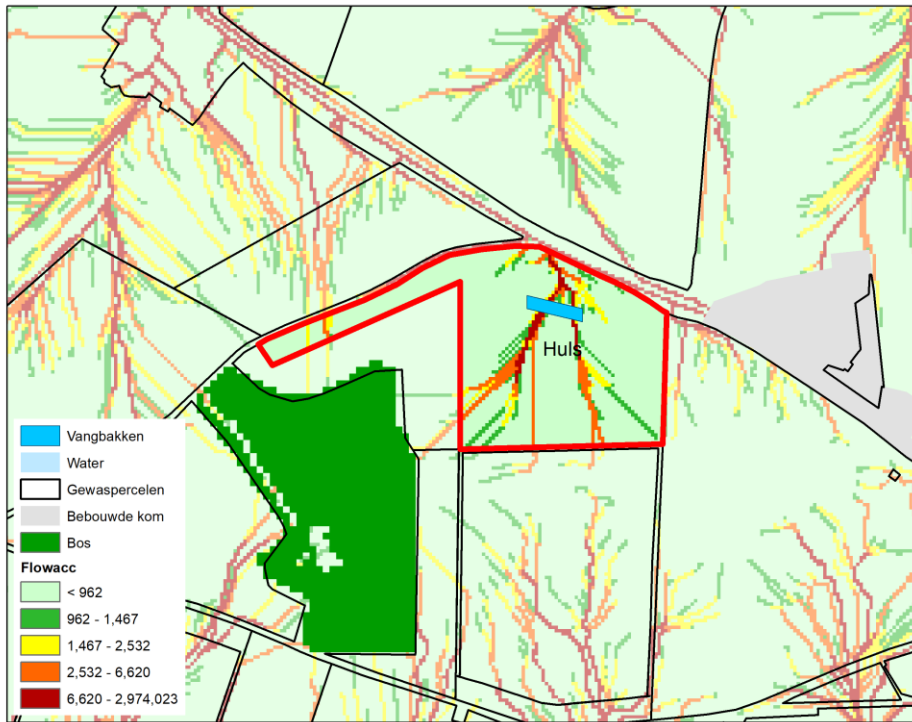 Huls
Vangbakken
Water
Gewaspercelen
Bebouwde kom
Bos
Flowacc
< 962
962 - 1,467
1,467 - 2,532
2,532 - 6,620
6,620 - 2,974,023